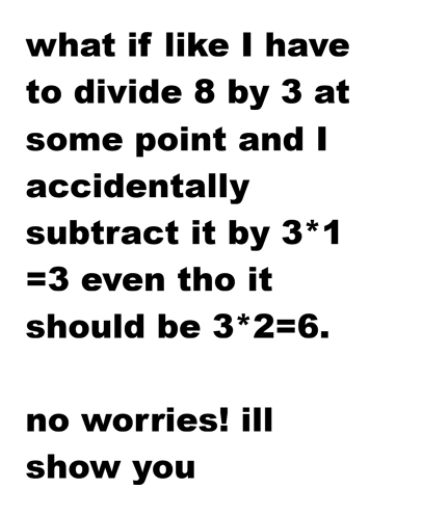 what if like I have
to divide 8 by 3 at
some point and I
accidentally
subtract it by 3*1
=3 even tho it
should be 3*2=6.
no worries! ill
show you